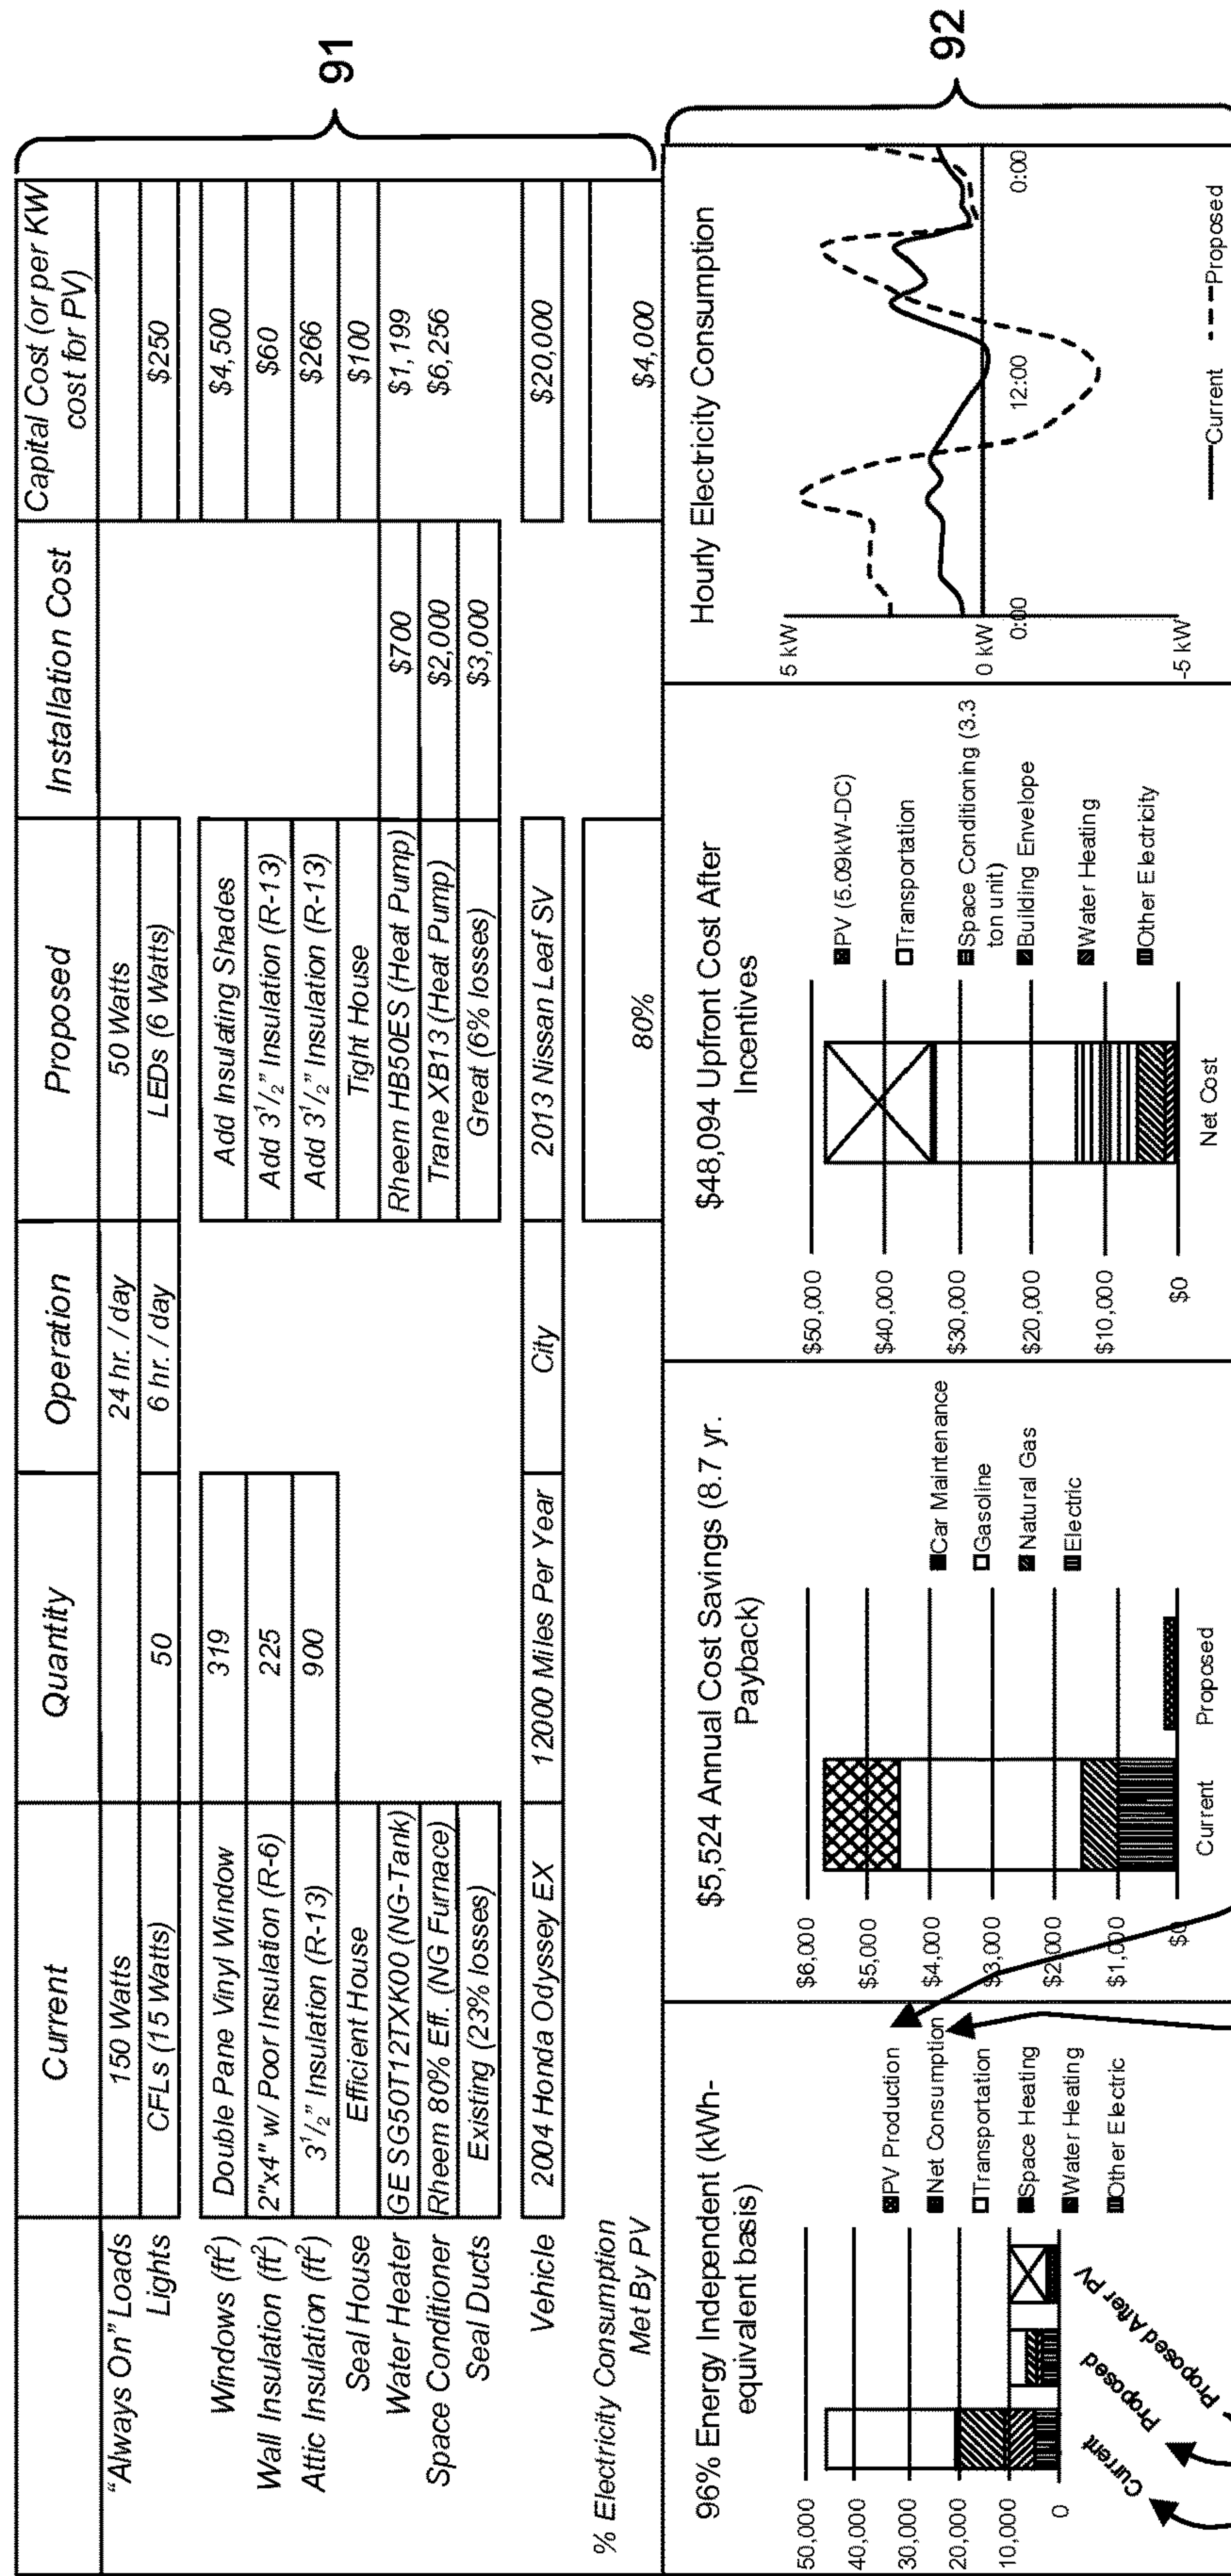 Current Quantity Operation Proposed Installation Cost Capital Cost (or per KW
cost for PV)
"Always On" Loads 150 Watts 24 hr. / day 50 Watts
Lights CFLs (15 Watts) 50 6 hr. / day LEDs (6 Watts) $250
Windows (ft²) Double Pane Vinyl Window 319 Add Insulating Shades $4,500
Wall Insulation (ft²) 2"x4" w/ Poor Insulation (R-6) 225 Add 3¹/₂" Insulation (R-13) $60
Attic Insulation (ft²) 3¹/₂" Insulation (R-13) 900 Add 3¹/₂" Insulation (R-13) $266
Seal House Efficient House Tight House $100
Water Heater GE SG50T12TXK00 (NG-Tank) Rheem HB50ES (Heat Pump) $700 $1,199
Space Conditioner Rheem 80% Eff. (NG Furnace) Trane XB13 (Heat Pump) $2,000 $6,256
Seal Ducts Existing (23% losses) Great (6% losses) $3,000
Vehicle 2004 Honda Odyssey EX 12000 Miles Per Year City 2013 Nissan Leaf SV $20,000
% Electricity Consumption
Met By PV 80% $4,000
91
96% Energy Independent (kWh-
equivalent basis)
50,000
40,000
30,000
20,000
10,000
0
Current
Proposed
Proposed After PV
PV Production
Net Consumption
Transportation
Space Heating
Water Heating
Other Electric
$5,524 Annual Cost Savings (8.7 yr.
Payback)
$6,000
$5,000
$4,000
$3,000
$2,000
$1,000
$0
Current Proposed
Car Maintenance
Gasoline
Natural Gas
Electric
$48,094 Upfront Cost After
Incentives
$50,000
$40,000
$30,000
$20,000
$10,000
$0
Net Cost
PV (5.09kW-DC)
Transportation
Space Conditioning (3.3
ton unit)
Building Envelope
Water Heating
Other Electricity
Hourly Electricity Consumption
5 kW
0 kW
-5 kW
0:00 12:00 0:00
Current Proposed
92